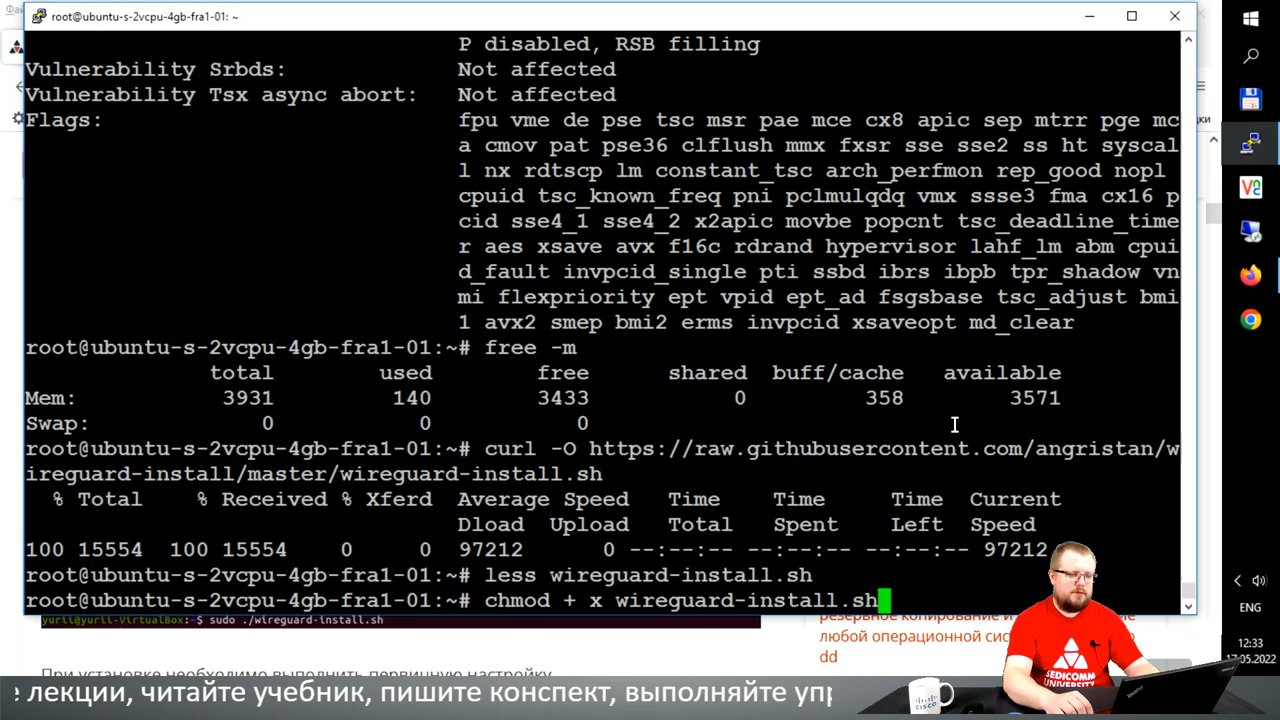 root@ubuntu-s-2vcpu-4gb-fra1-01: ~
P disabled, RSB filling
Vulnerability Srbds: Not affected
Vulnerability Tsx async abort: Not affected
Flags: fpu vme de pse tsc msr pae mce cx8 apic sep mtrr pge mc
a cmov pat pse36 clflush mmx fxsr sse sse2 ss ht syscal
l nx rdtscp lm constant_tsc arch_perfmon rep_good nopl
cpuid tsc_known_freq pni pclmulqdq vmx ssse3 fma cx16 p
cid sse4_1 sse4_2 x2apic movbe popcnt tsc_deadline_time
r aes xsave avx f16c rdrand hypervisor lahf_lm abm cpui
d_fault invpcid_single pti ssbd ibrs ibpb tpr_shadow vn
mi flexpriority ept vpid ept_ad fsgsbase tsc_adjust bmi
1 avx2 smep bmi2 erms invpcid xsaveopt md_clear
root@ubuntu-s-2vcpu-4gb-fra1-01:~# free -m
total used free shared buff/cache available
Mem: 3931 140 3433 0 358 3571
Swap: 0 0 0
root@ubuntu-s-2vcpu-4gb-fra1-01:~# curl -O https://raw.githubusercontent.com/angristan/w
ireguard-install/master/wireguard-install.sh
% Total % Received % Xferd Average Speed Time Time Time Current
Dload Upload Total Spent Left Speed
100 15554 100 15554 0 0 97212 0 --:--:-- --:--:-- --:--:-- 97212
root@ubuntu-s-2vcpu-4gb-fra1-01:~# less wireguard-install.sh
root@ubuntu-s-2vcpu-4gb-fra1-01:~# chmod + x wireguard-install.sh
yurii@yurii-VirtualBox:~$ sudo ./wireguard-install.sh
резервное копирование и
любой операционной сис
dd
При установке необходимо выполнить первичную настройку
е лекции, читайте учебник, пишите конспект, выполняйте упр
SEDICOMM
UNIVERSITY
CISCO
ENG
12:33
17.05.2022